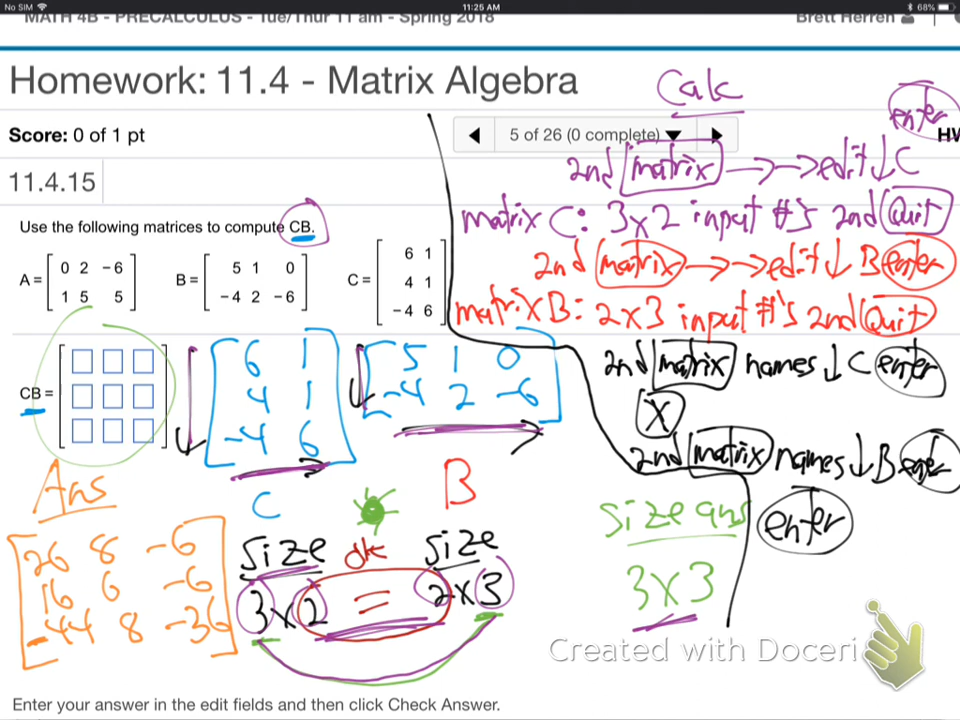 No SIM
11:25 AM
68%
MATH 4B - PRECALCULUS - Tue/Thur 11 am - Spring 2018
Brett Herren
Homework: 11.4 - Matrix Algebra
Calc
enter
Score: 0 of 1 pt
5 of 26 (0 complete)
HW
11.4.15
2nd matrix →→edit↓C
matrix C: 3x2 input #'s 2nd Quit
Use the following matrices to compute CB.
2nd matrix →→edit↓ B enter
matrix B: 2x3 input #'s 2nd Quit
A = [ 0 2 -6
1 5 5 ]
B = [ 5 1 0
-4 2 -6 ]
C = [ 6 1
4 1
-4 6 ]
CB =
6 1
4 1
-4 6
5 1 0
-4 2 -6
C
B
2nd matrix names ↓C enter
X
2nd matrix names ↓B enter
enter
Ans
26 8 -6
16 6 -6
-44 8 -36
size ok size
3x2 = 2x3
size ans
3x3
Created with Doceri
Enter your answer in the edit fields and then click Check Answer.